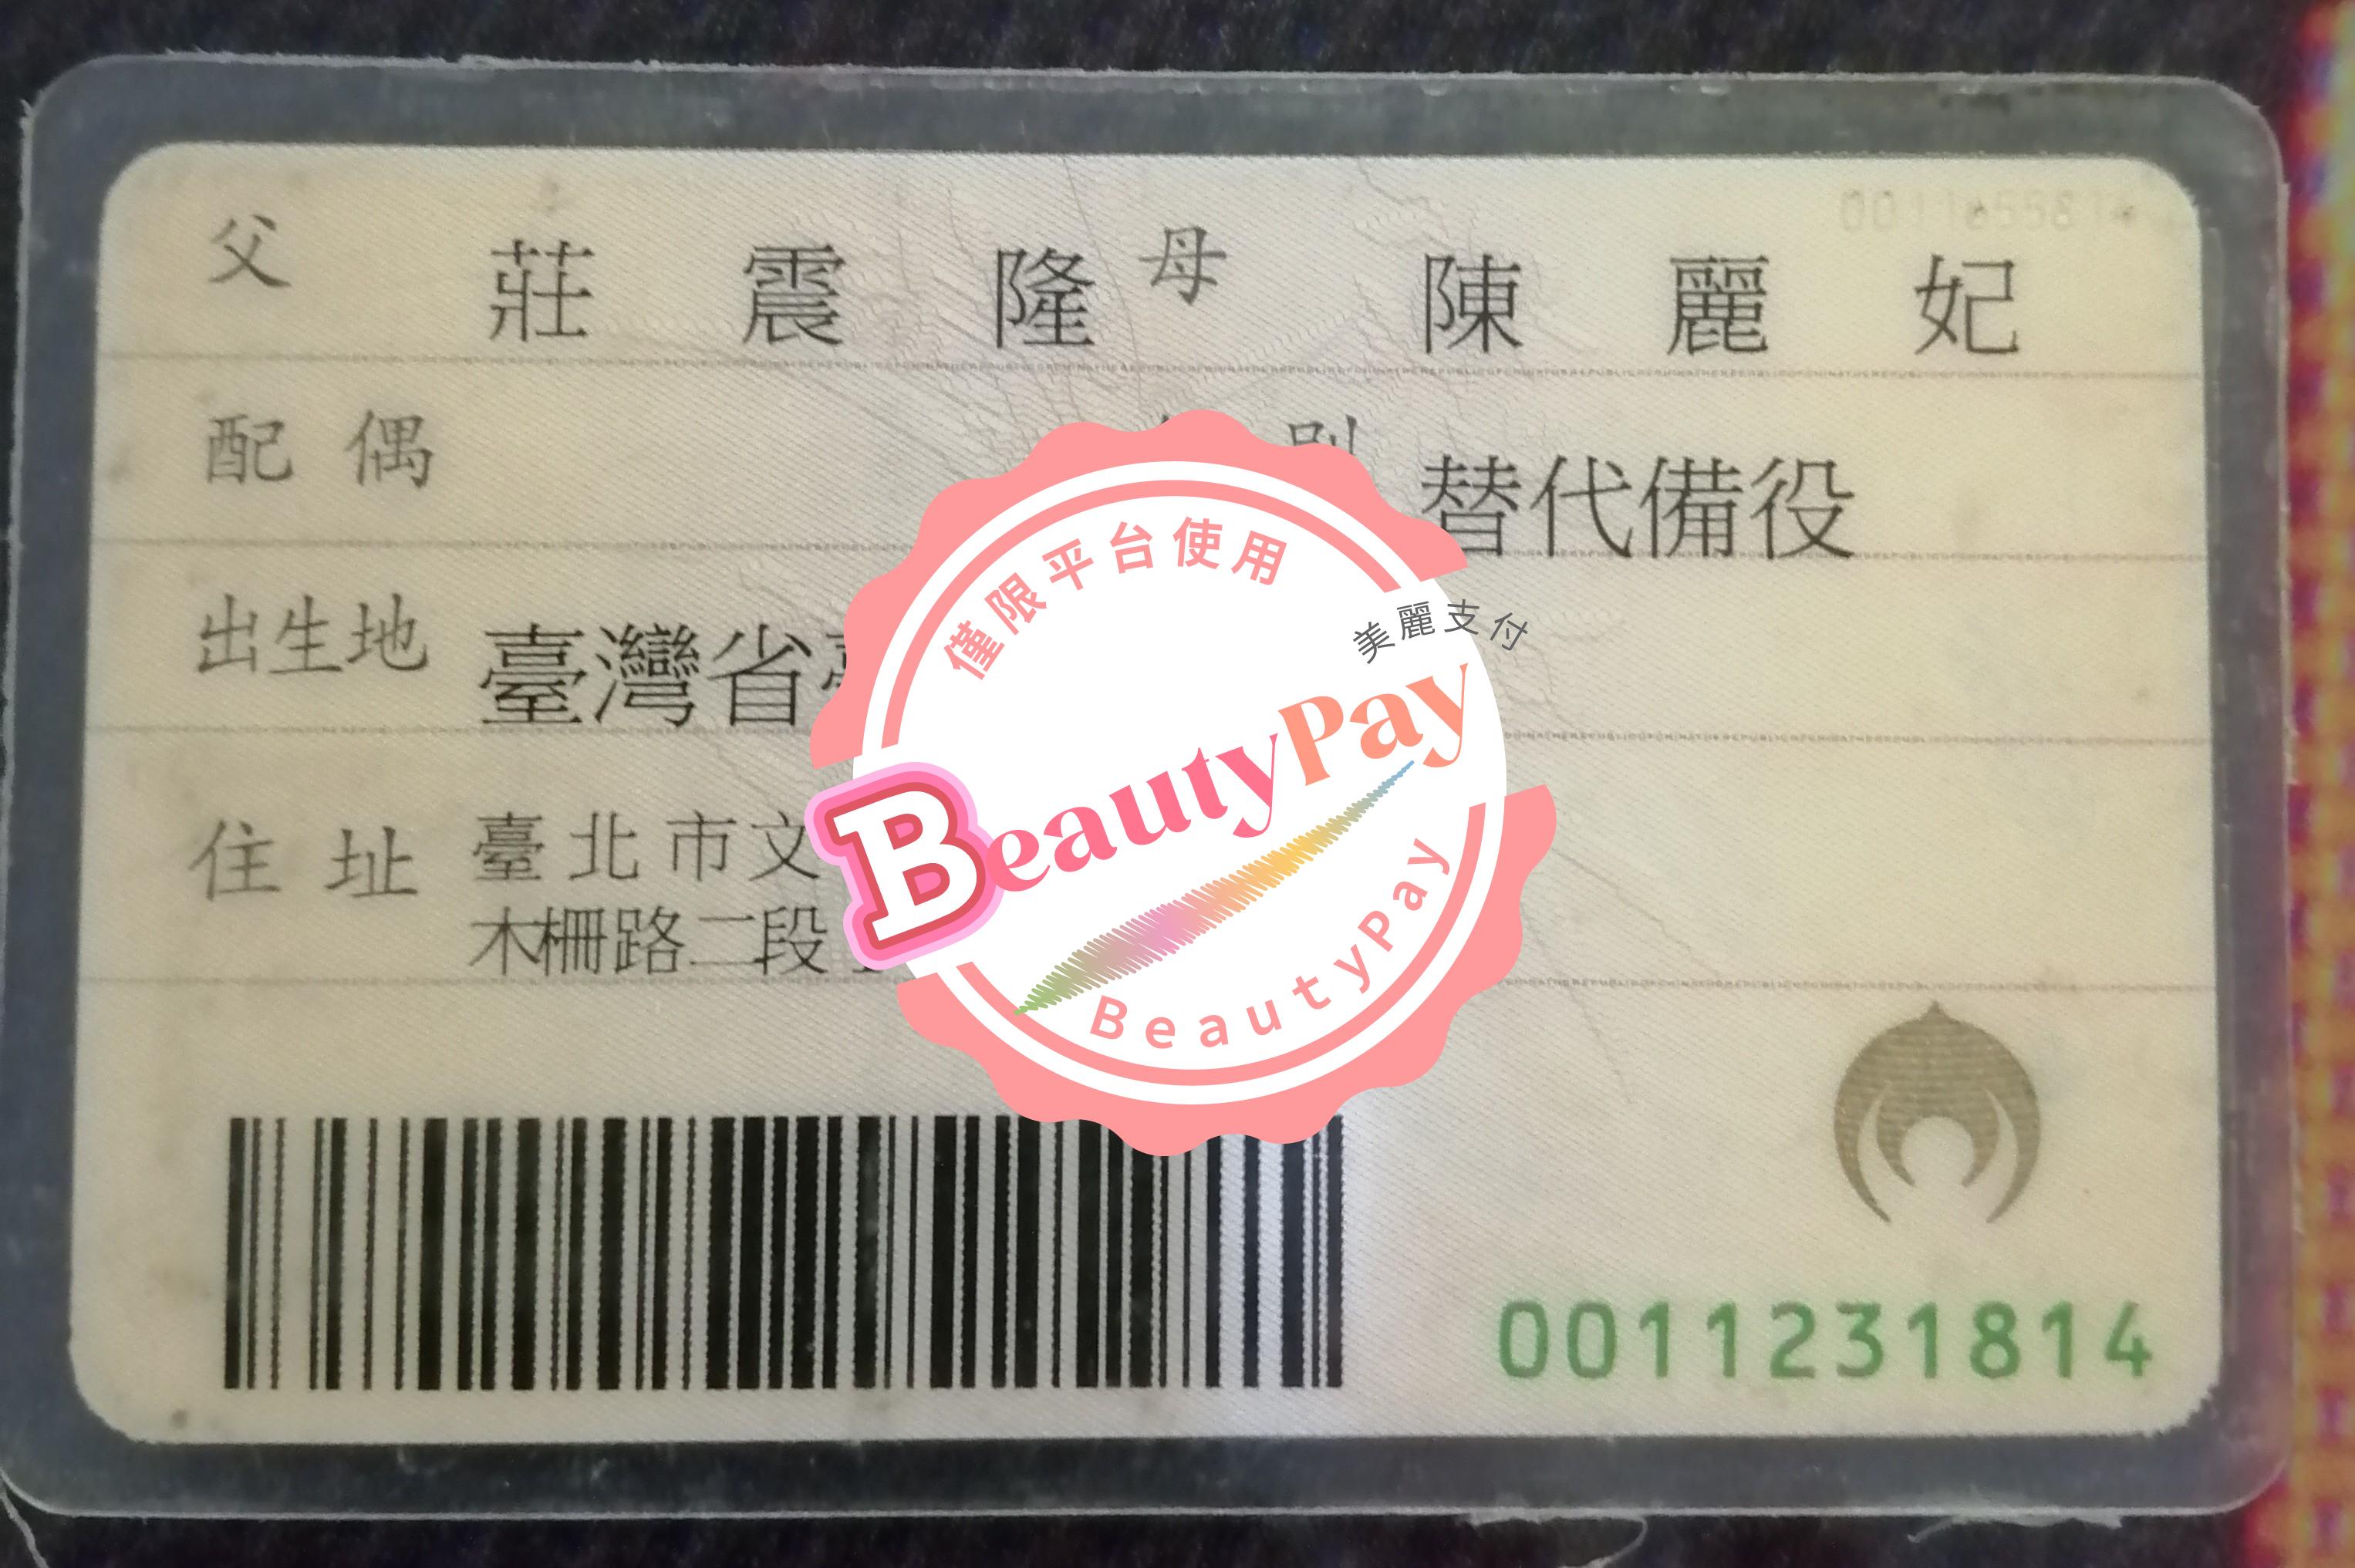 父 莊震隆 母 陳麗妃
配偶 別 替代備役
出生地 臺灣省
住址 臺北市文
木柵路二段
僅限平台使用
美麗支付
BeautyPay
BeautyPay
0011231814